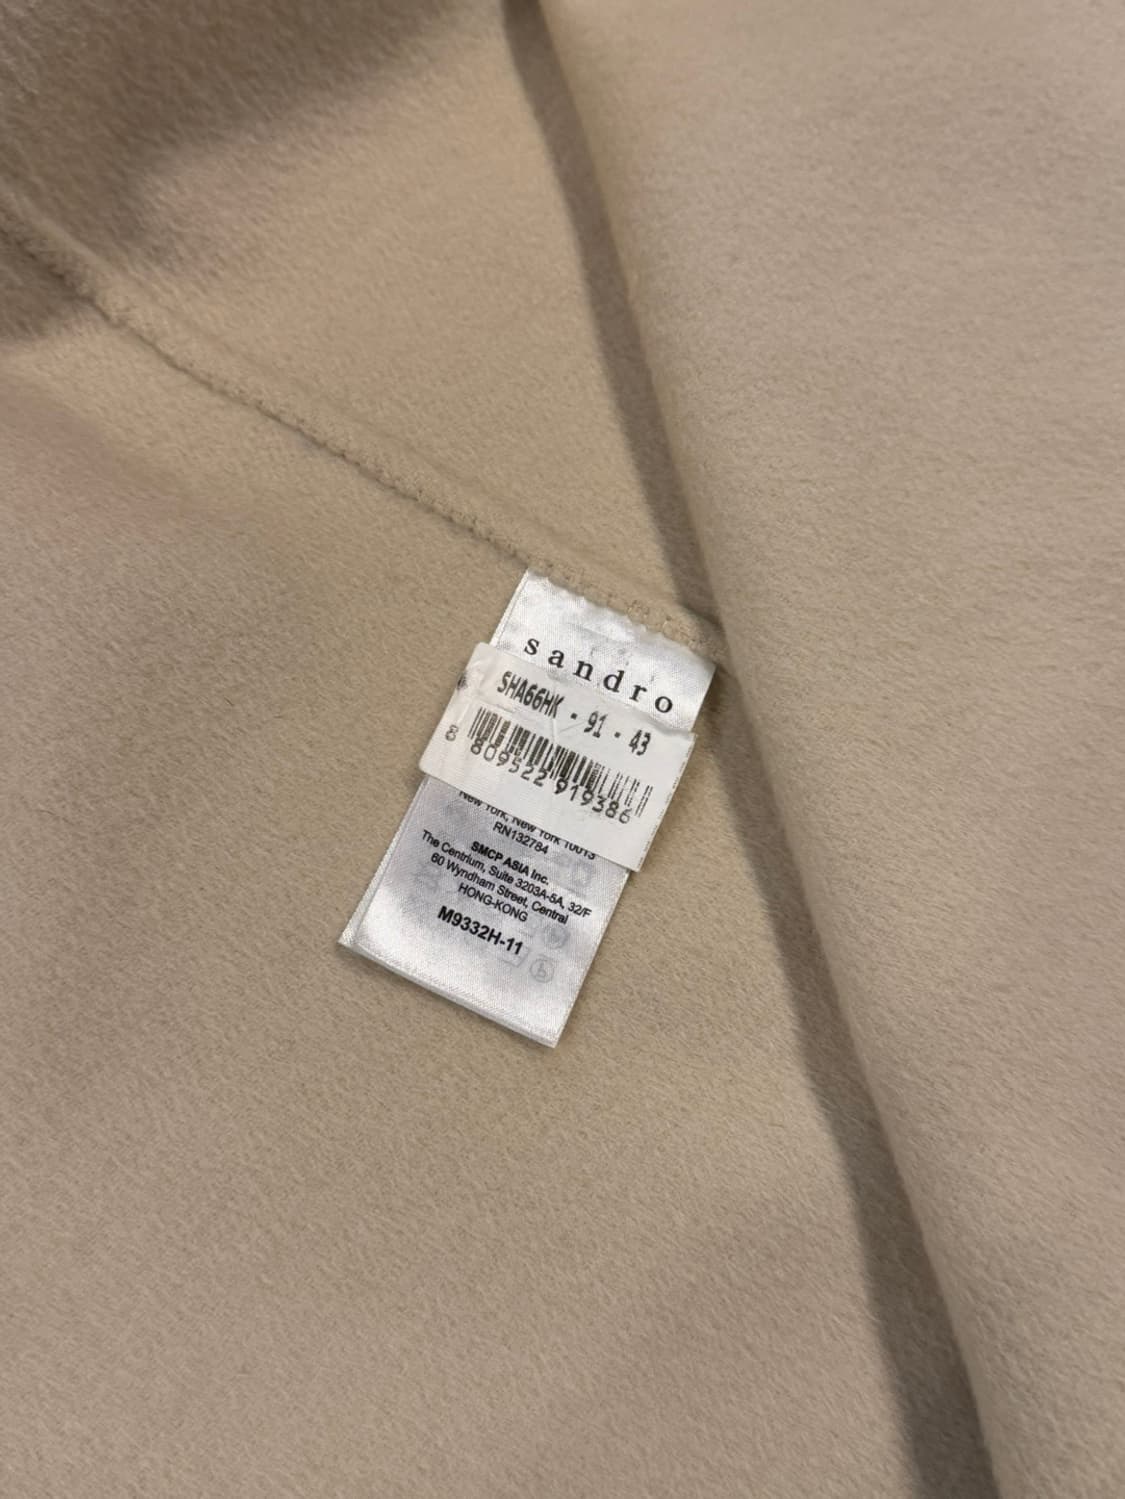 sandro
SHA66HK - 91 - 43
8 809522 919386
New York, New York 10013
RN132784
SMCP ASIA Inc.
The Centrium, Suite 3203A-5A, 32/F
60 Wyndham Street, Central
HONG-KONG
M9332H-11